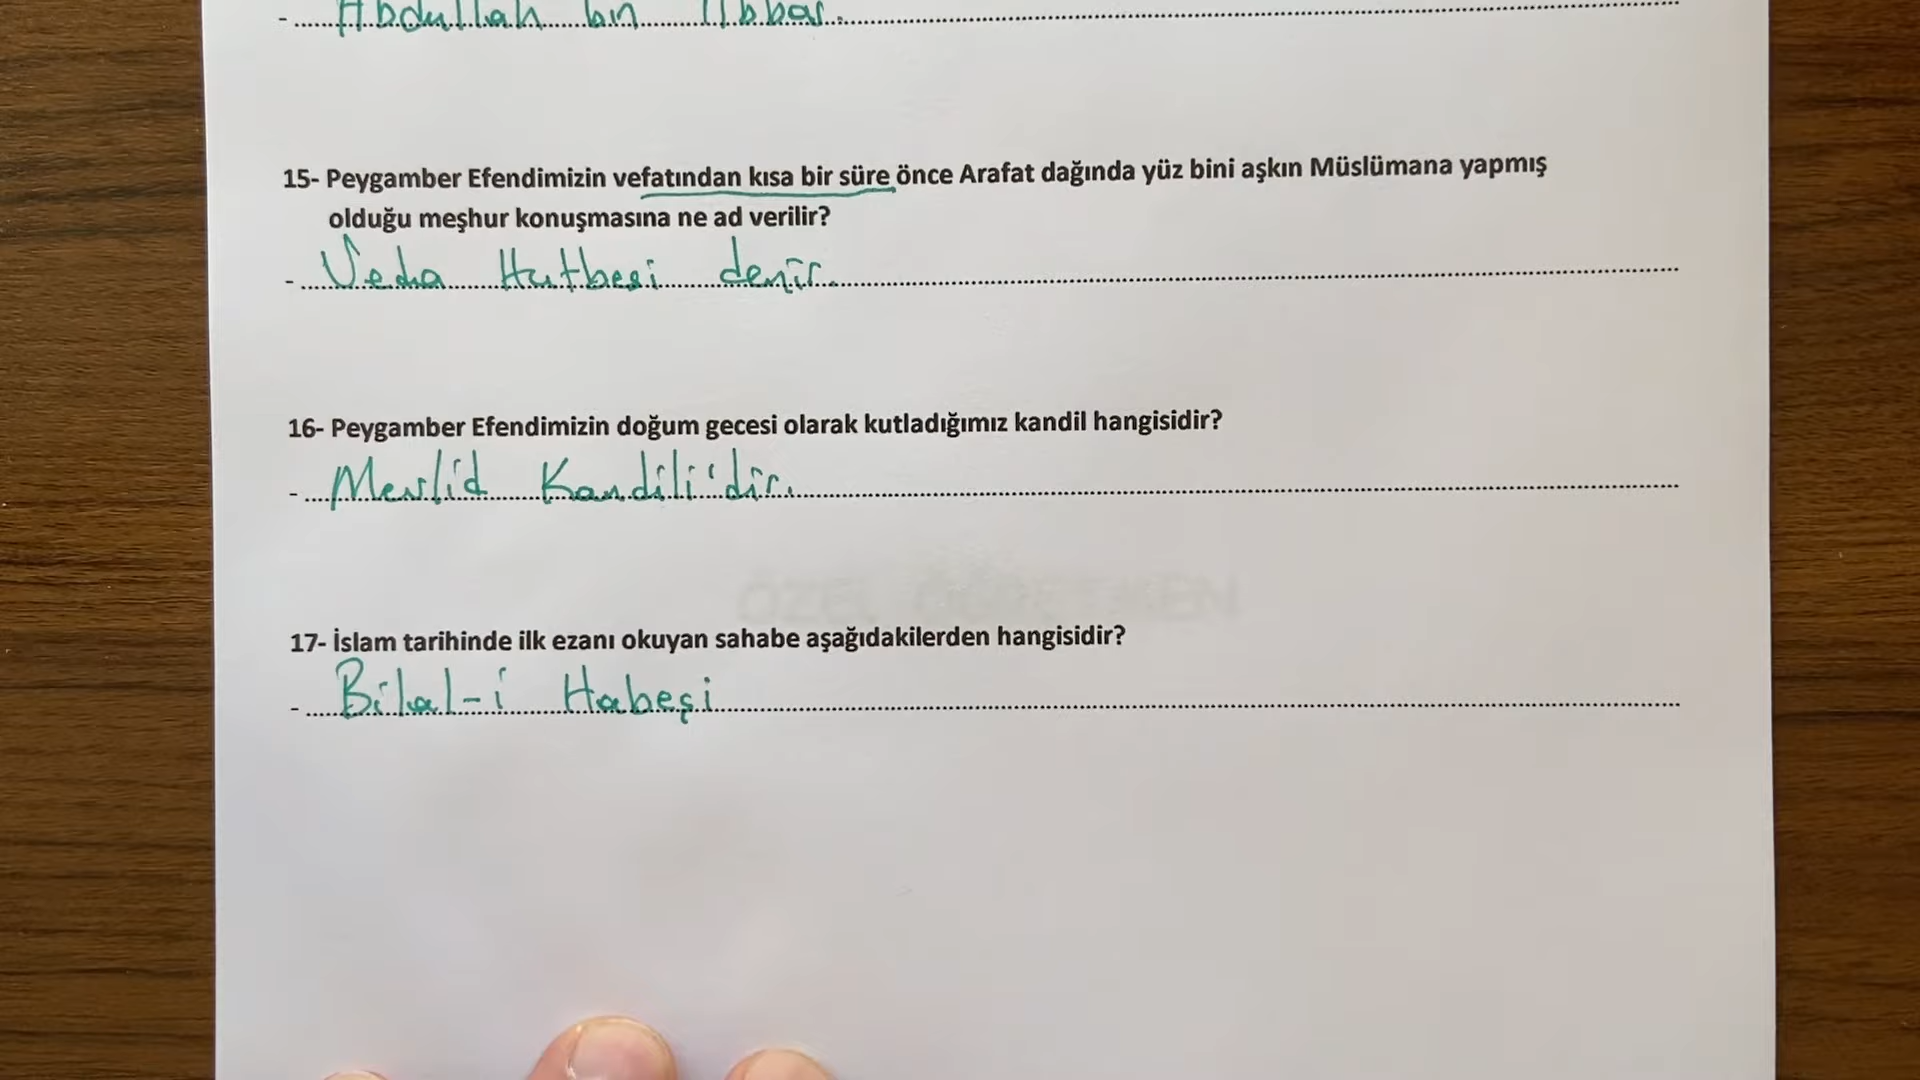 - Abdullah bin
15- Peygamber Efendimizin vefatından kısa bir süre önce Arafat dağında yüz bini aşkın Müslümana yapmış
olduğu meşhur konuşmasına ne ad verilir?
- Veda Hutbesi denir.
16- Peygamber Efendimizin doğum gecesi olarak kutladığımız kandil hangisidir?
- Mevlid Kandili'dir.
ÖZEL ÖĞRETMEN
17- İslam tarihinde ilk ezanı okuyan sahabe aşağıdakilerden hangisidir?
- Bilal-i Habeşi